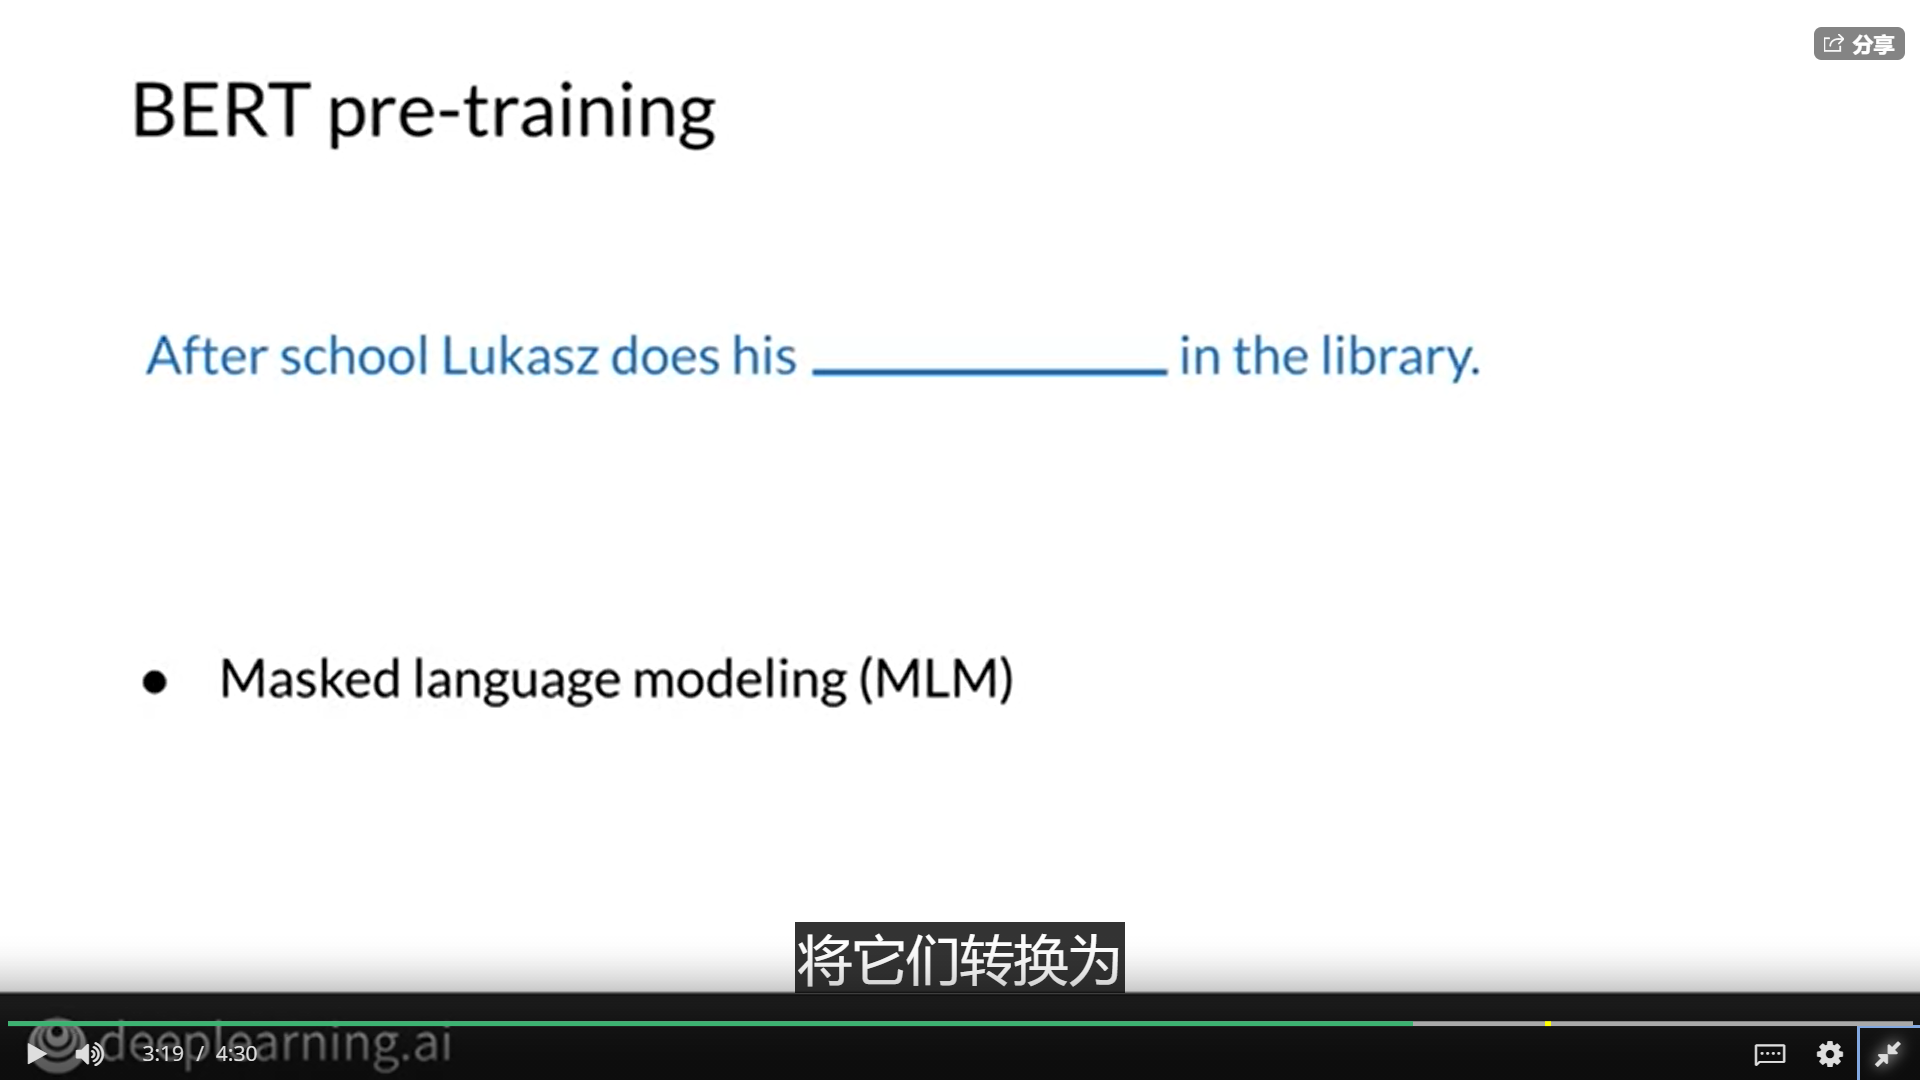 分享
BERT pre-training
After school Lukasz does his ____________ in the library.
● Masked language modeling (MLM)
将它们转换为
deeplearning.ai
3:19 / 4:30